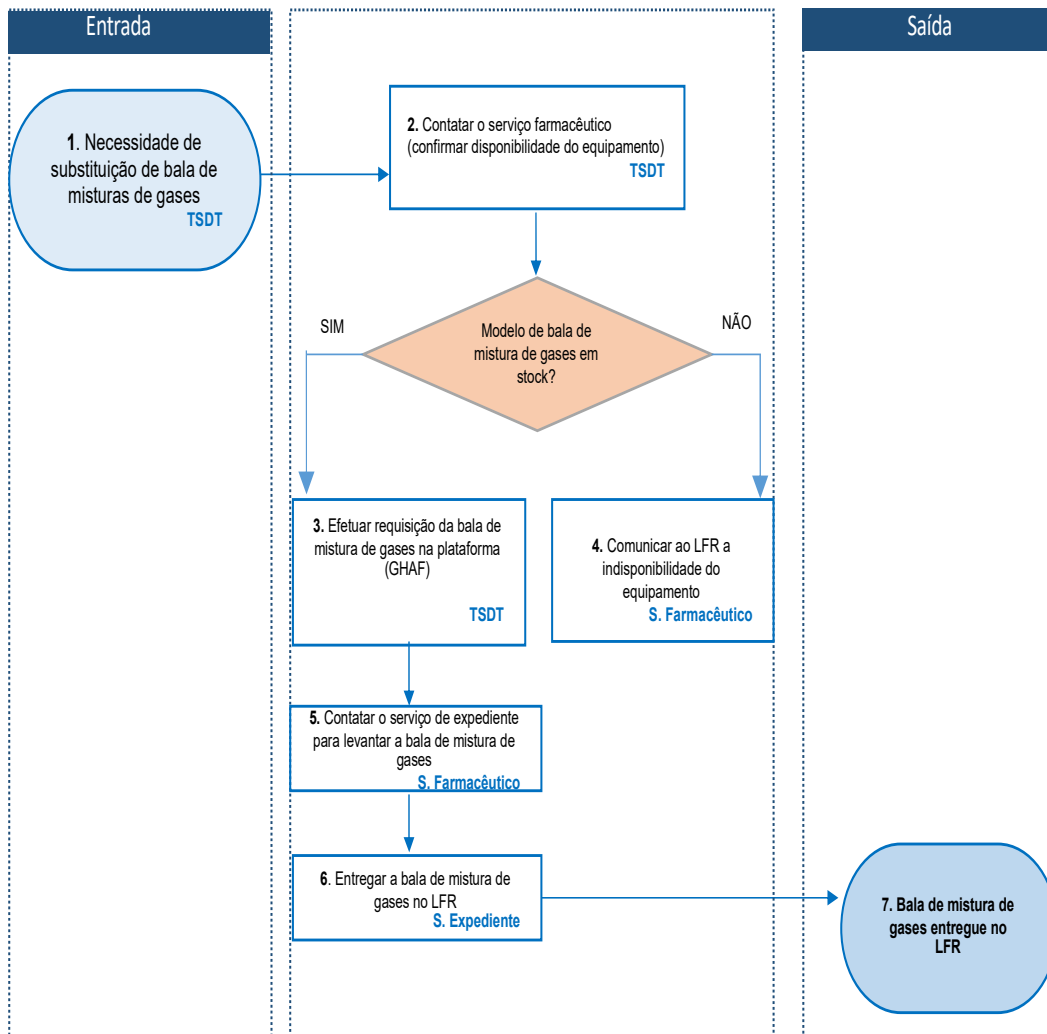 Entrada
Saída
1. Necessidade de
substituição de bala de
misturas de gases
TSDT
2. Contatar o serviço farmacêutico
(confirmar disponibilidade do equipamento)
TSDT
Modelo de bala de
mistura de gases em
stock?
SIM
NÃO
3. Efetuar requisição da bala de
mistura de gases na plataforma
(GHAF)
TSDT
4. Comunicar ao LFR a
indisponibilidade do
equipamento
S. Farmacêutico
5. Contatar o serviço de expediente
para levantar a bala de mistura de
gases
S. Farmacêutico
6. Entregar a bala de mistura de
gases no LFR
S. Expediente
7. Bala de mistura de
gases entregue no
LFR